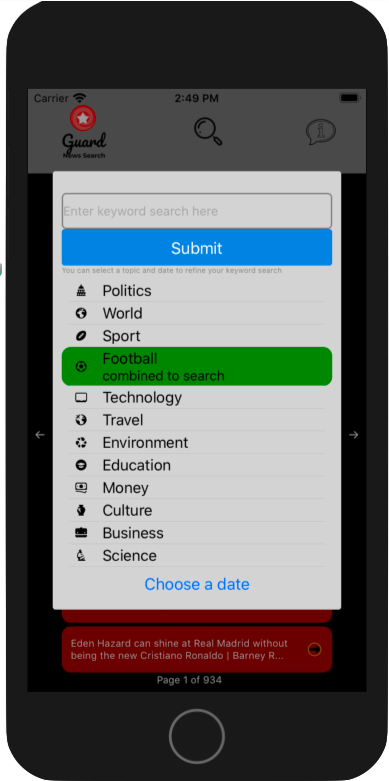 Carrier 2:49 PM
Guard
News Search
Enter keyword search here
Submit
You can select a topic and date to refine your keyword search
Politics
World
Sport
Football
combined to search
Technology
Travel
Environment
Education
Money
Culture
Business
Science
Choose a date
Eden Hazard can shine at Real Madrid without
being the new Cristiano Ronaldo | Barney R...
Page 1 of 934